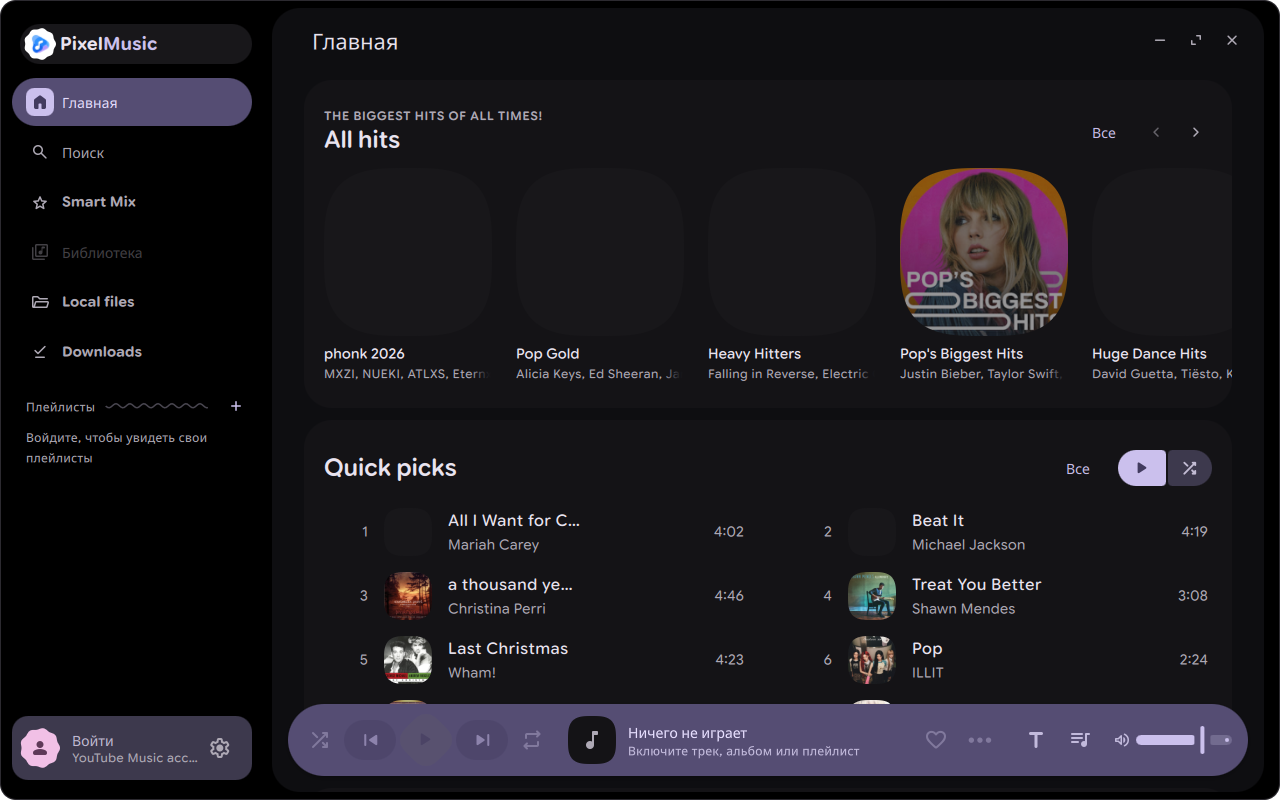 PixelMusic
Главная
Поиск
Smart Mix
Библиотека
Local files
Downloads
Плейлисты
Войдите, чтобы увидеть свои
плейлисты
Войти
YouTube Music acc...
Главная
THE BIGGEST HITS OF ALL TIMES!
All hits
Все
POP'S
BIGGEST
HITS
phonk 2026
MXZI, NUEKI, ATLXS, Etern
Pop Gold
Alicia Keys, Ed Sheeran, Ja
Heavy Hitters
Falling in Reverse, Electric
Pop's Biggest Hits
Justin Bieber, Taylor Swift,
Huge Dance Hits
David Guetta, Tiësto, K
Quick picks
Все
1 All I Want for C... 4:02
Mariah Carey
2 Beat It 4:19
Michael Jackson
3 a thousand ye... 4:46
Christina Perri
4 Treat You Better 3:08
Shawn Mendes
5 Last Christmas 4:23
Wham!
6 Pop 2:24
ILLIT
Ничего не играет
Включите трек, альбом или плейлист
T